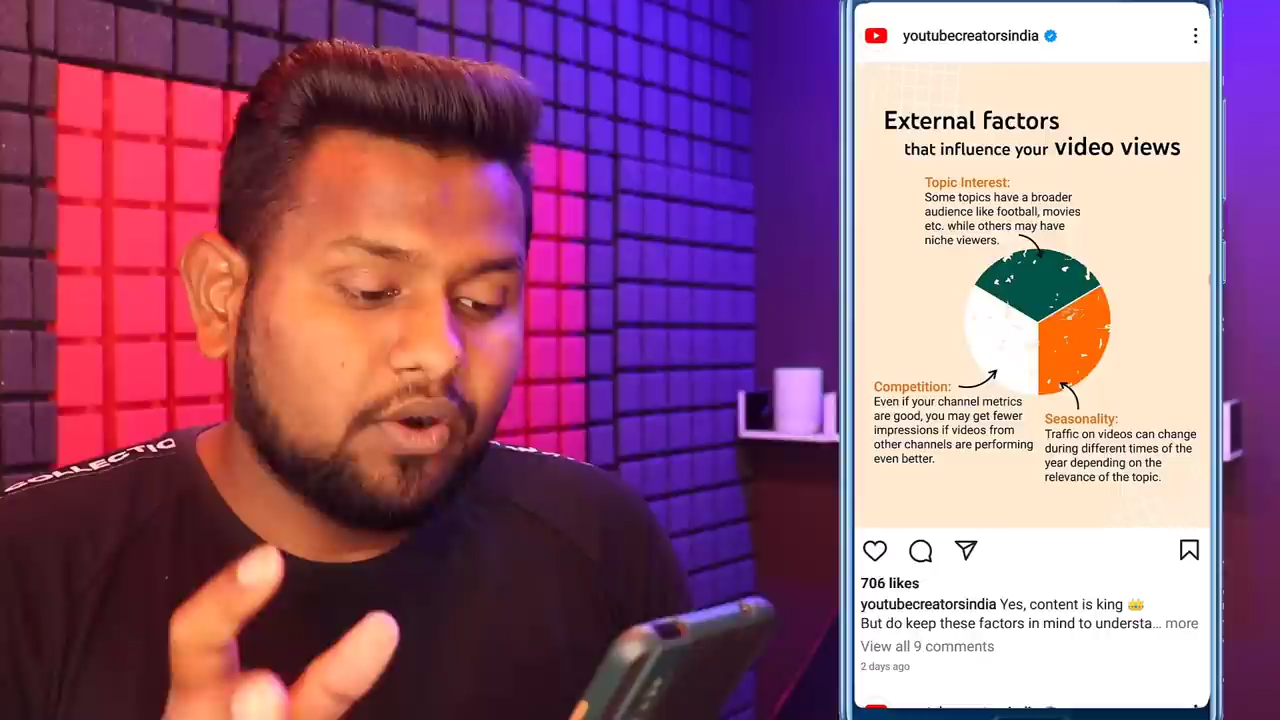 COLLECTIO
youtubecreatorsindia
External factors
that influence your video views
Topic Interest:
Some topics have a broader
audience like football, movies
etc. while others may have
niche viewers.
Competition:
Even if your channel metrics
are good, you may get fewer
impressions if videos from
other channels are performing
even better.
Seasonality:
Traffic on videos can change
during different times of the
year depending on the
relevance of the topic.
706 likes
youtubecreatorsindia Yes, content is king 👑
But do keep these factors in mind to understa... more
View all 9 comments
2 days ago